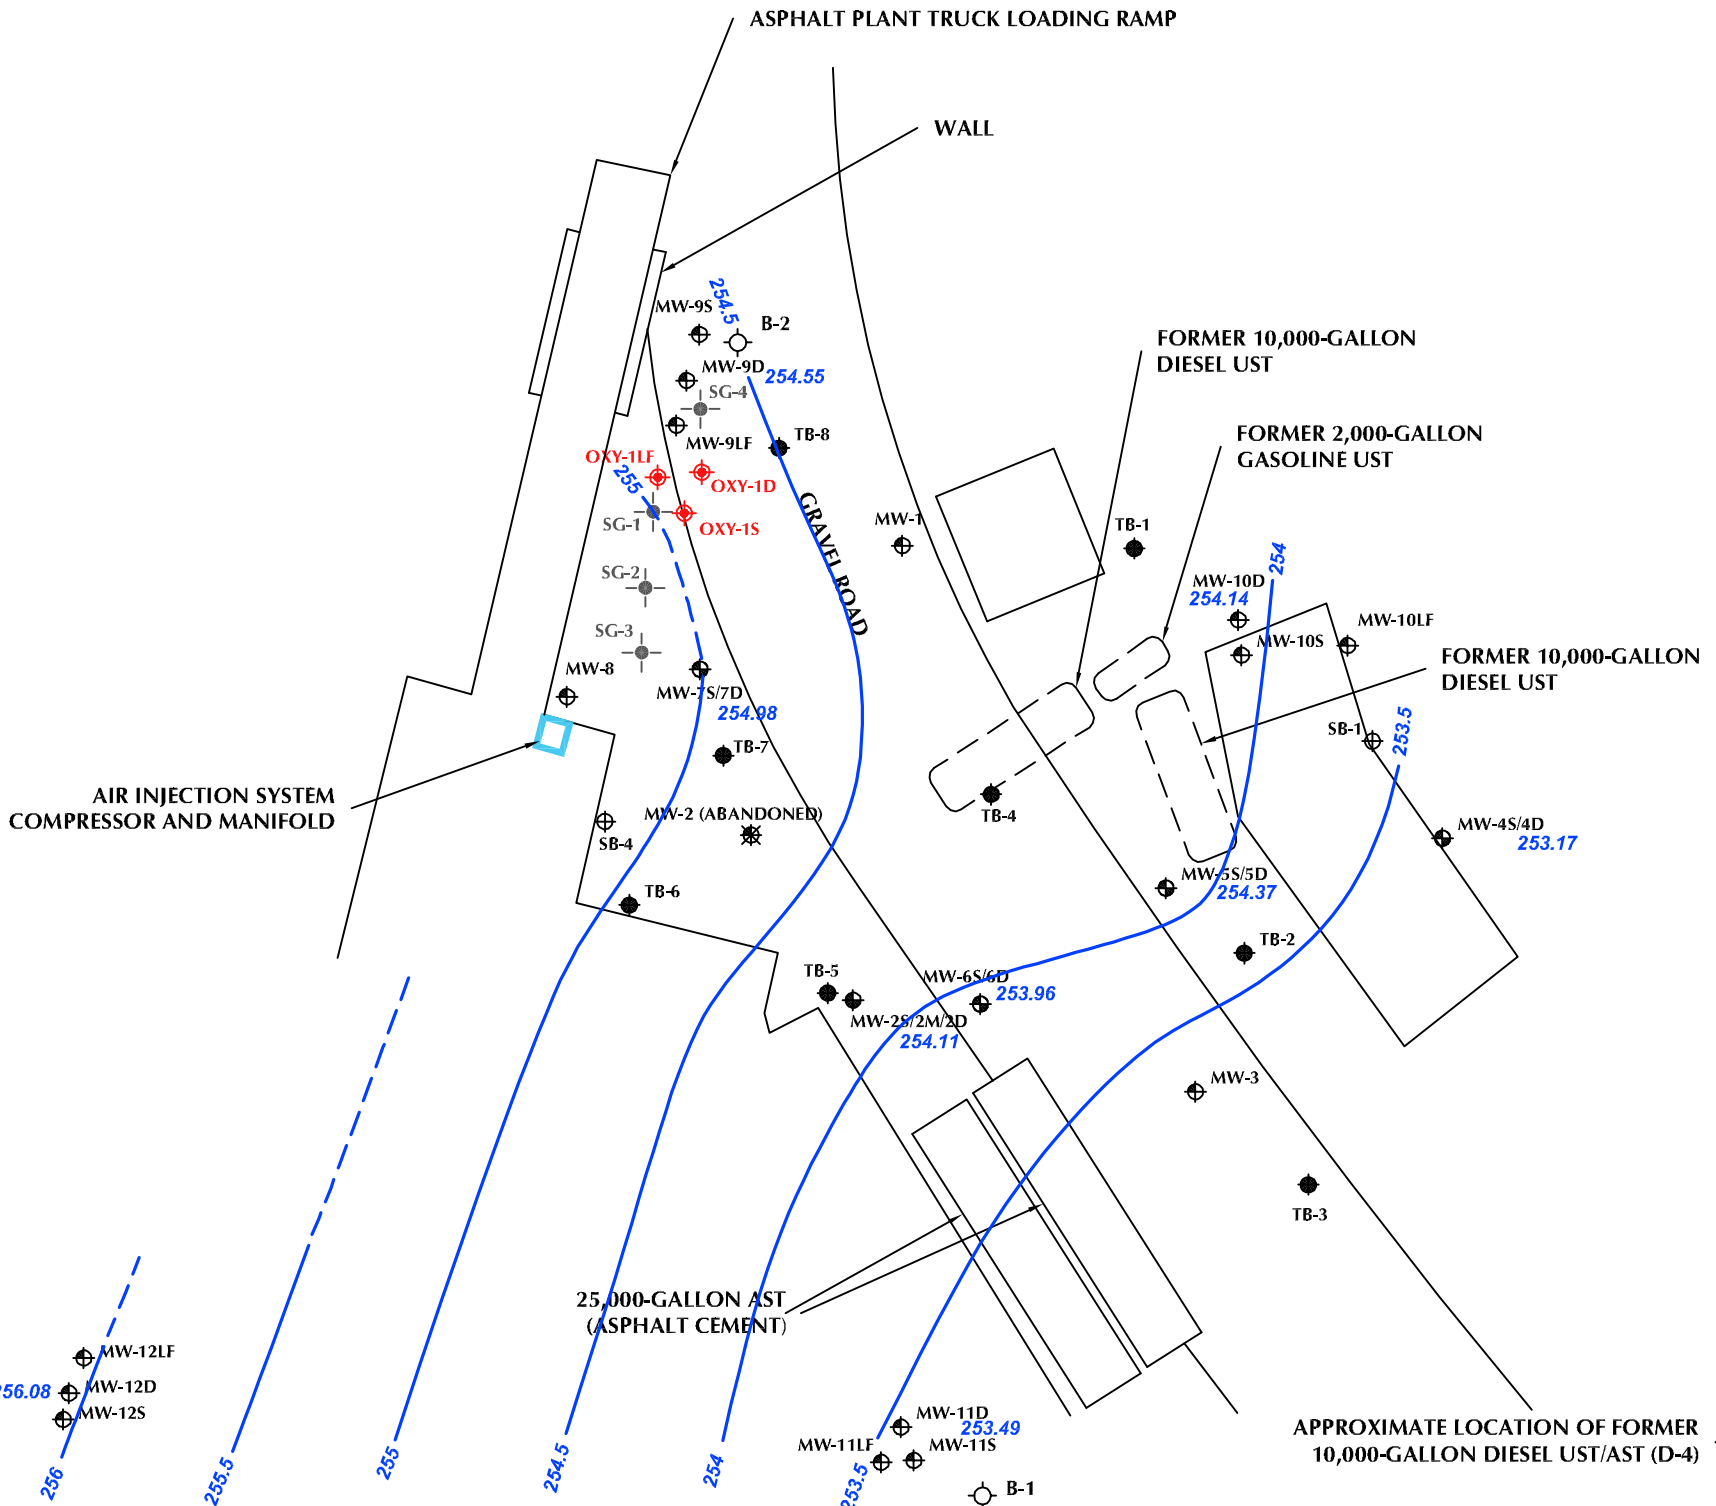 ASPHALT PLANT TRUCK LOADING RAMP
WALL
254.5
MW-9S
B-2
FORMER 10,000-GALLON
DIESEL UST
MW-9D
254.55
SG-4
TB-8
MW-9LF
FORMER 2,000-GALLON
GASOLINE UST
OXY-1LF
255
OXY-1D
GRAVEL ROAD
SG-1
OXY-1S
MW-1
TB-1
254
SG-2
MW-10D
254.14
MW-10LF
SG-3
MW-10S
FORMER 10,000-GALLON
DIESEL UST
MW-8
MW-7S/7D
254.98
SB-1
253.5
TB-7
AIR INJECTION SYSTEM
COMPRESSOR AND MANIFOLD
MW-2 (ABANDONED)
SB-4
TB-4
MW-4S/4D
253.17
MW-5S/5D
254.37
TB-6
TB-2
TB-5
MW-6S/6D
253.96
MW-2S/2M/2D
254.11
MW-3
TB-3
25,000-GALLON AST
(ASPHALT CEMENT)
MW-12LF
MW-12D
56.08
MW-12S
MW-11D
253.49
MW-11LF
MW-11S
APPROXIMATE LOCATION OF FORMER
10,000-GALLON DIESEL UST/AST (D-4)
256
255.5
255
254.5
254
253.5
B-1